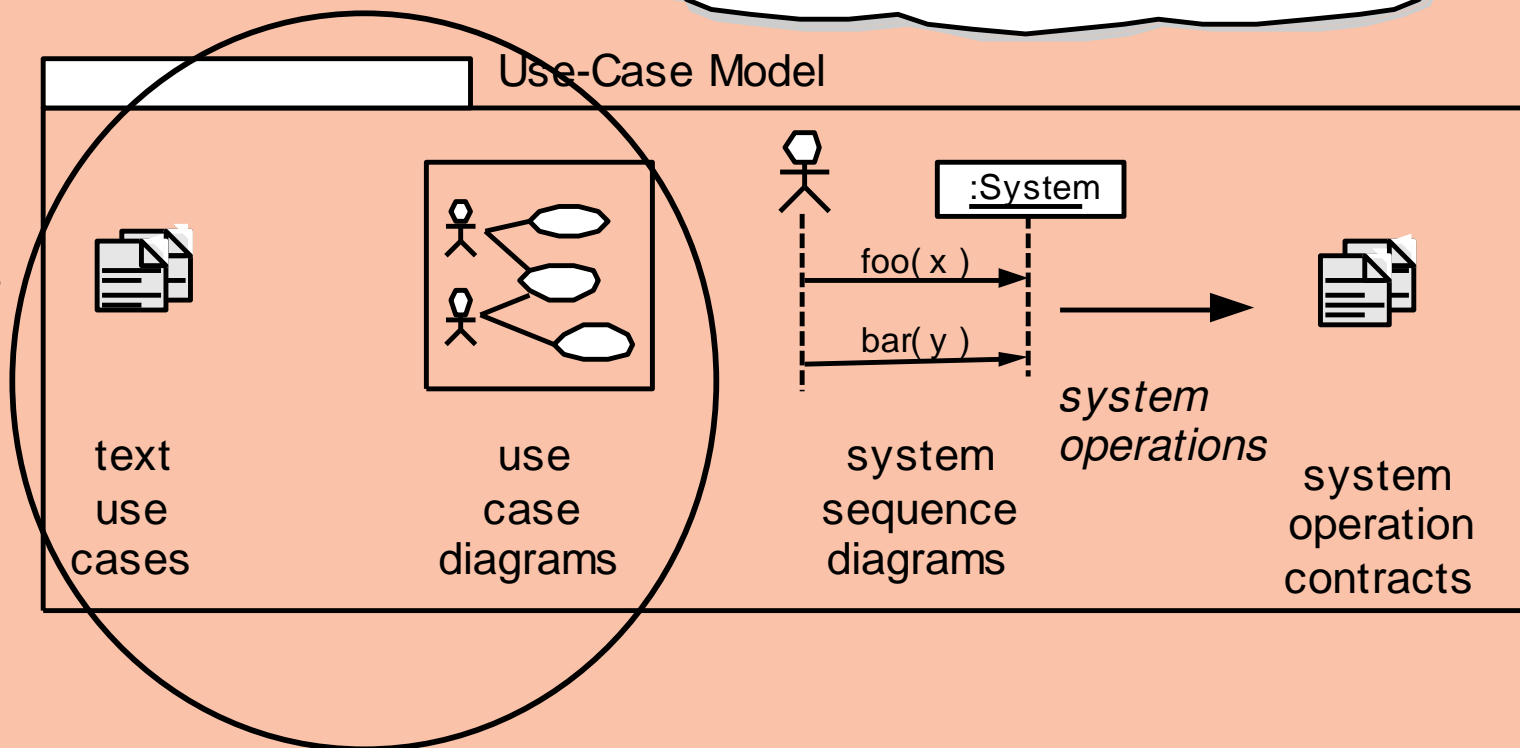 Use-Case Model
:System
foo( x )
bar( y )
system
operations
text
use
cases
use
case
diagrams
system
sequence
diagrams
system
operation
contracts